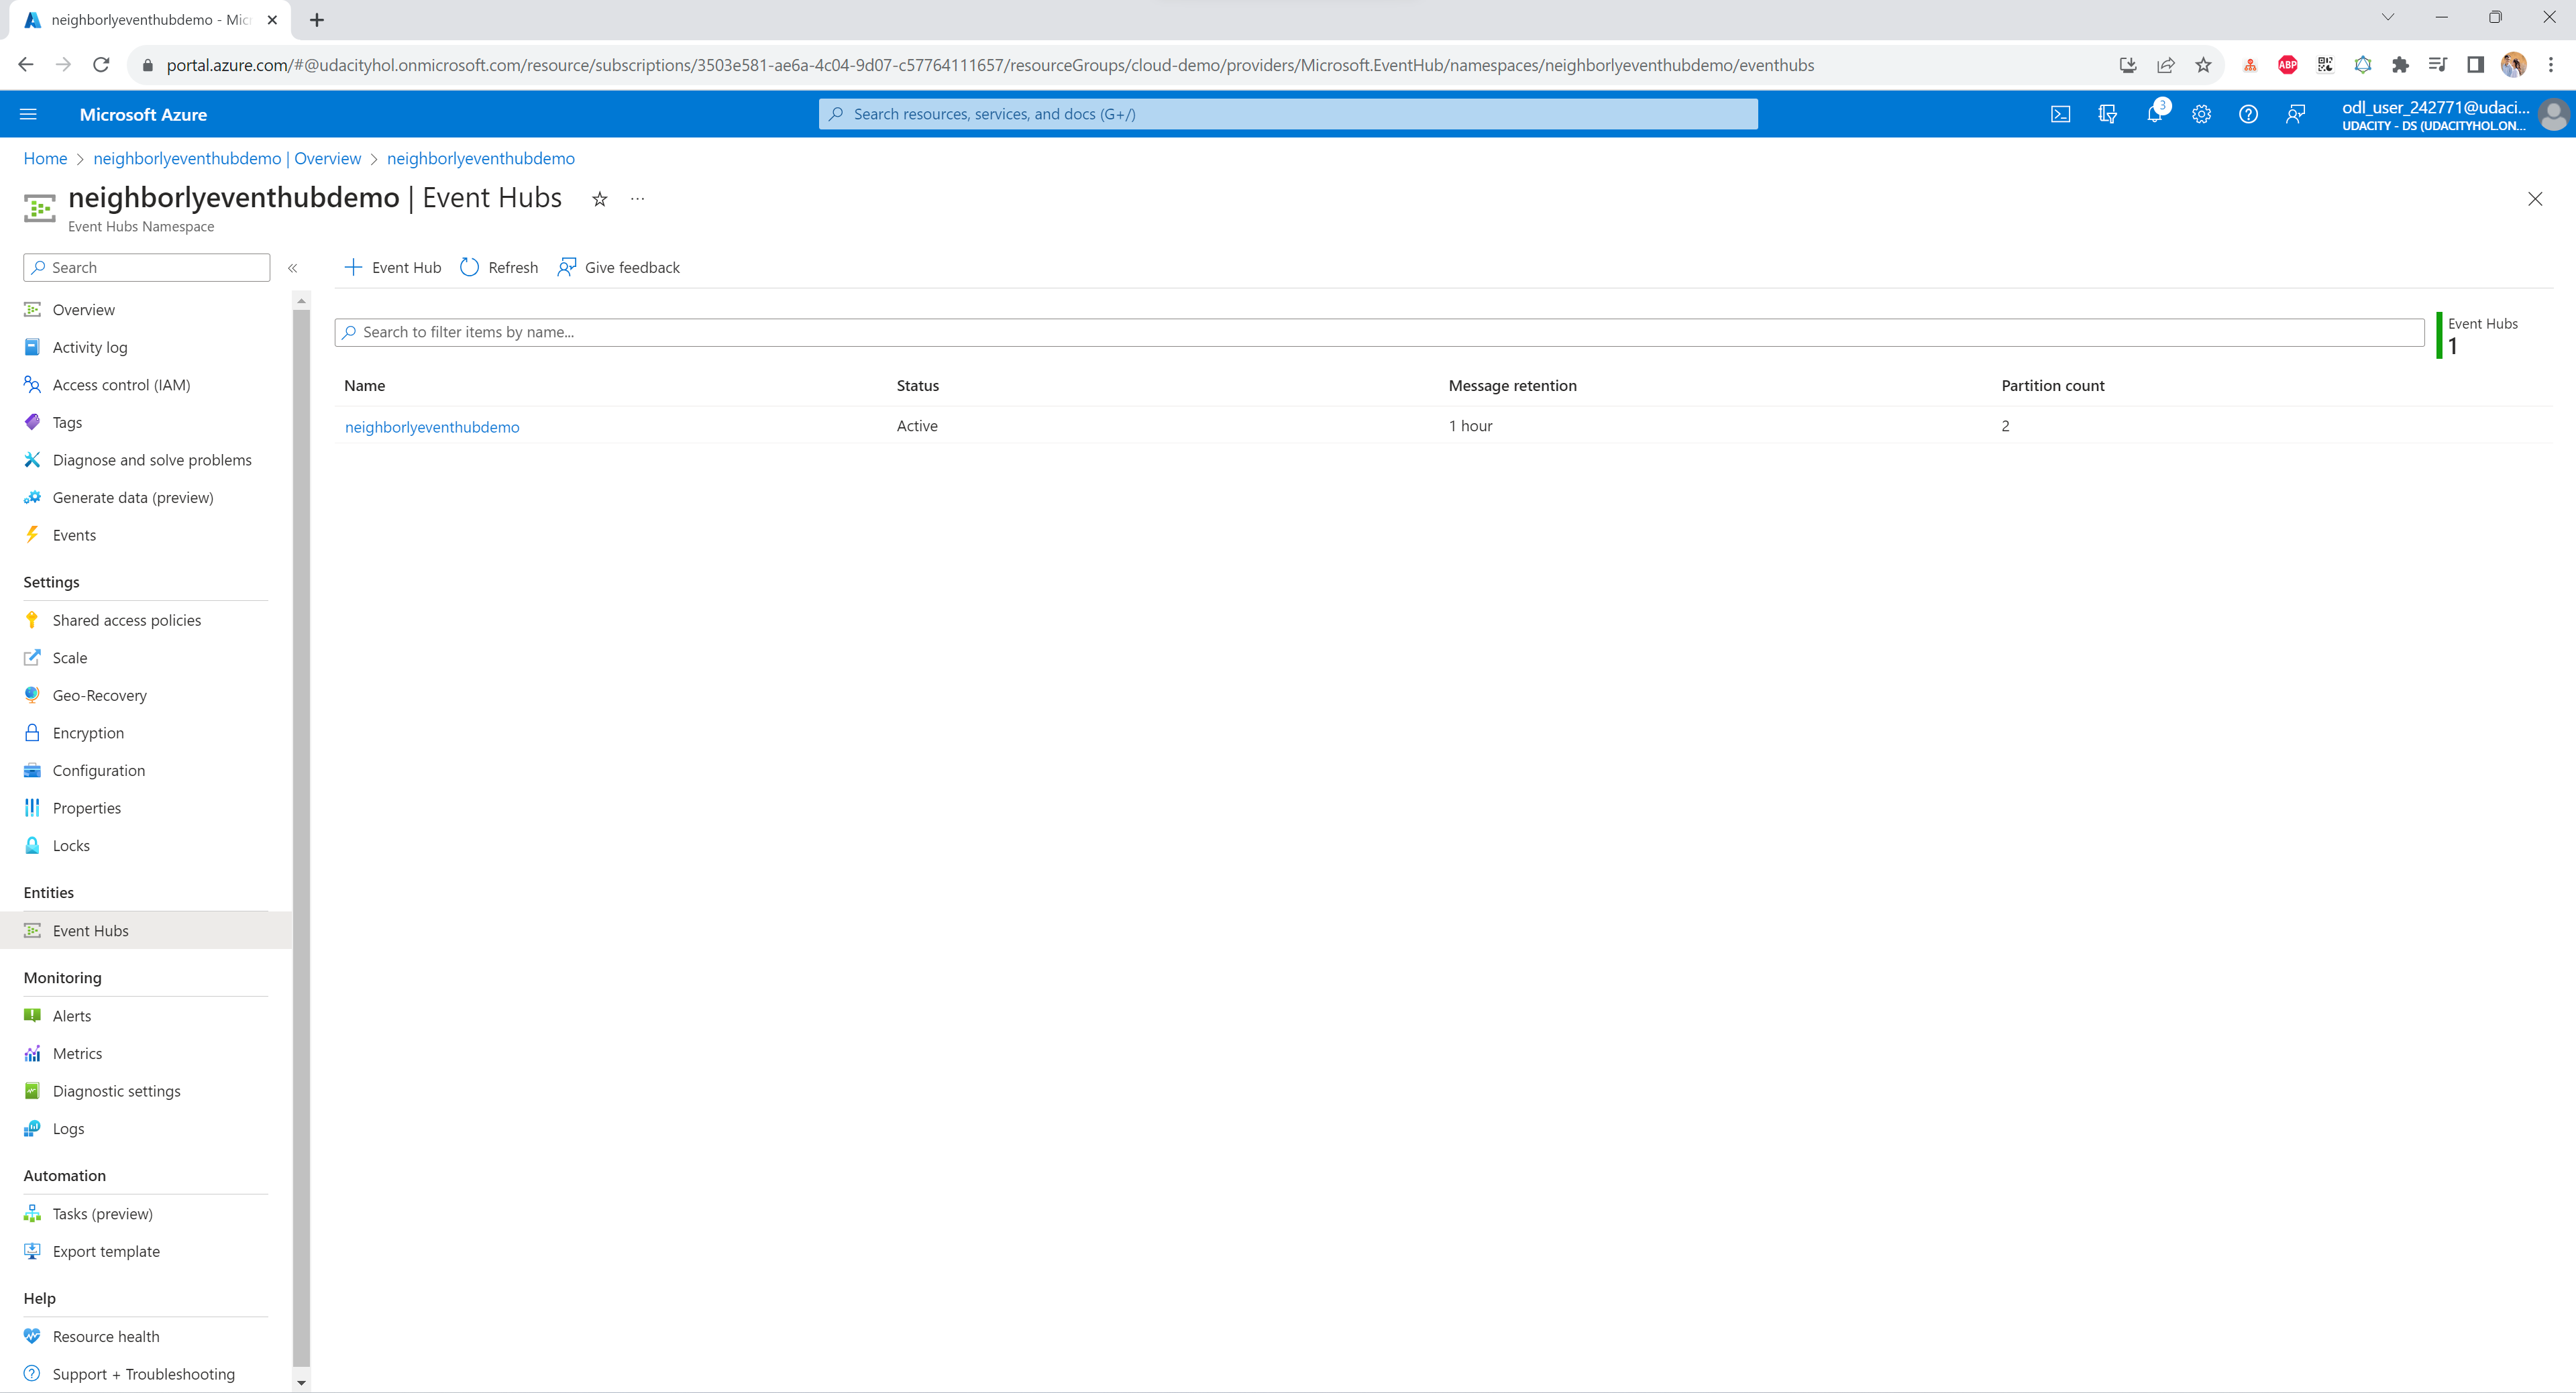 neighborlyeventhubdemo - Mic
portal.azure.com/#@udacityhol.onmicrosoft.com/resource/subscriptions/3503e581-ae6a-4c04-9d07-c57764111657/resourceGroups/cloud-demo/providers/Microsoft.EventHub/namespaces/neighborlyeventhubdemo/eventhubs
ABP
Microsoft Azure
Search resources, services, and docs (G+/)
3
odl_user_242771@udaci...
UDACITY - DS (UDACITYHOL.ON...
Home > neighborlyeventhubdemo | Overview > neighborlyeventhubdemo
neighborlyeventhubdemo | Event Hubs
Event Hubs Namespace
Search
Event Hub Refresh Give feedback
Overview
Activity log
Access control (IAM)
Tags
Diagnose and solve problems
Generate data (preview)
Events
Settings
Shared access policies
Scale
Geo-Recovery
Encryption
Configuration
Properties
Locks
Entities
Event Hubs
Monitoring
Alerts
Metrics
Diagnostic settings
Logs
Automation
Tasks (preview)
Export template
Help
Resource health
Support + Troubleshooting
Search to filter items by name...
Event Hubs
1
Name Status Message retention Partition count
neighborlyeventhubdemo Active 1 hour 2